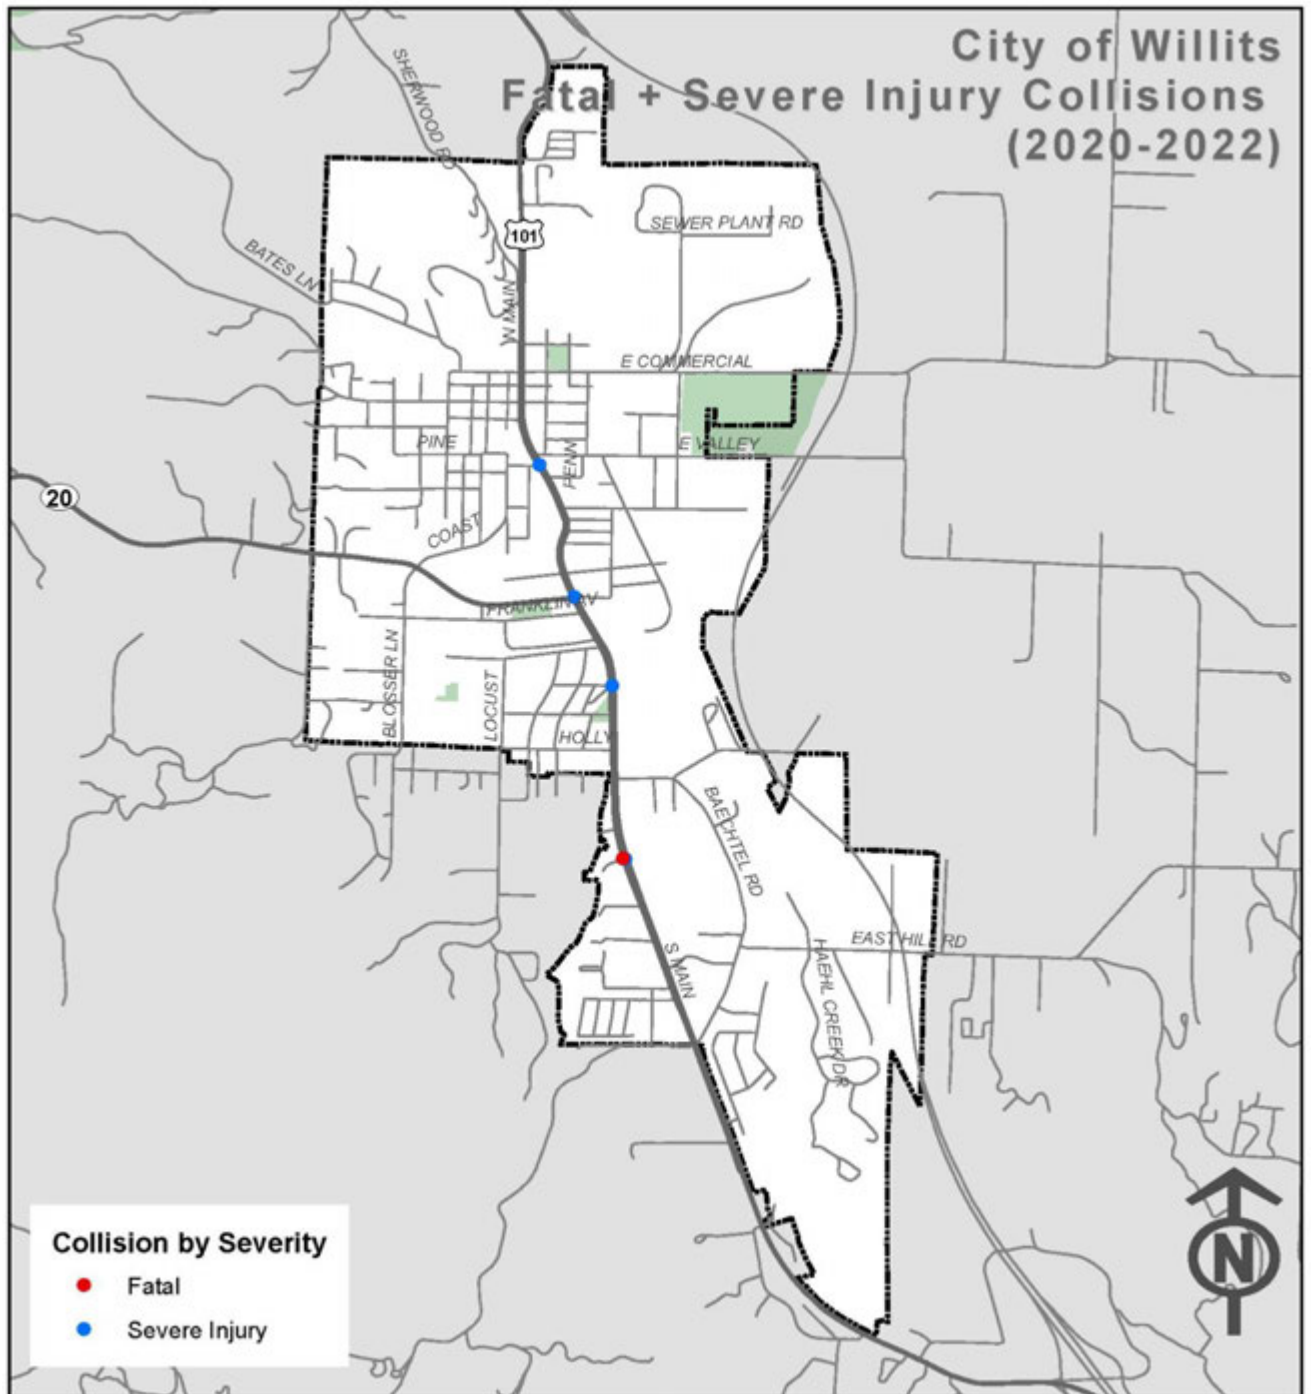 City of Willits
Fatal + Severe Injury Collisions
(2020-2022)
SHERWOOD RD
101
SEWER PLANT RD
BATES LN
N MAIN
E COMMERCIAL
PINE
PENN
E VALLEY
20
COAST
FRANKLIN AV
BLOSSER LN
LOCUST
HOLLY
BAECHTEL RD
S MAIN
EAST HILL RD
HAEHL CREEK DR
N
Collision by Severity
Fatal
Severe Injury